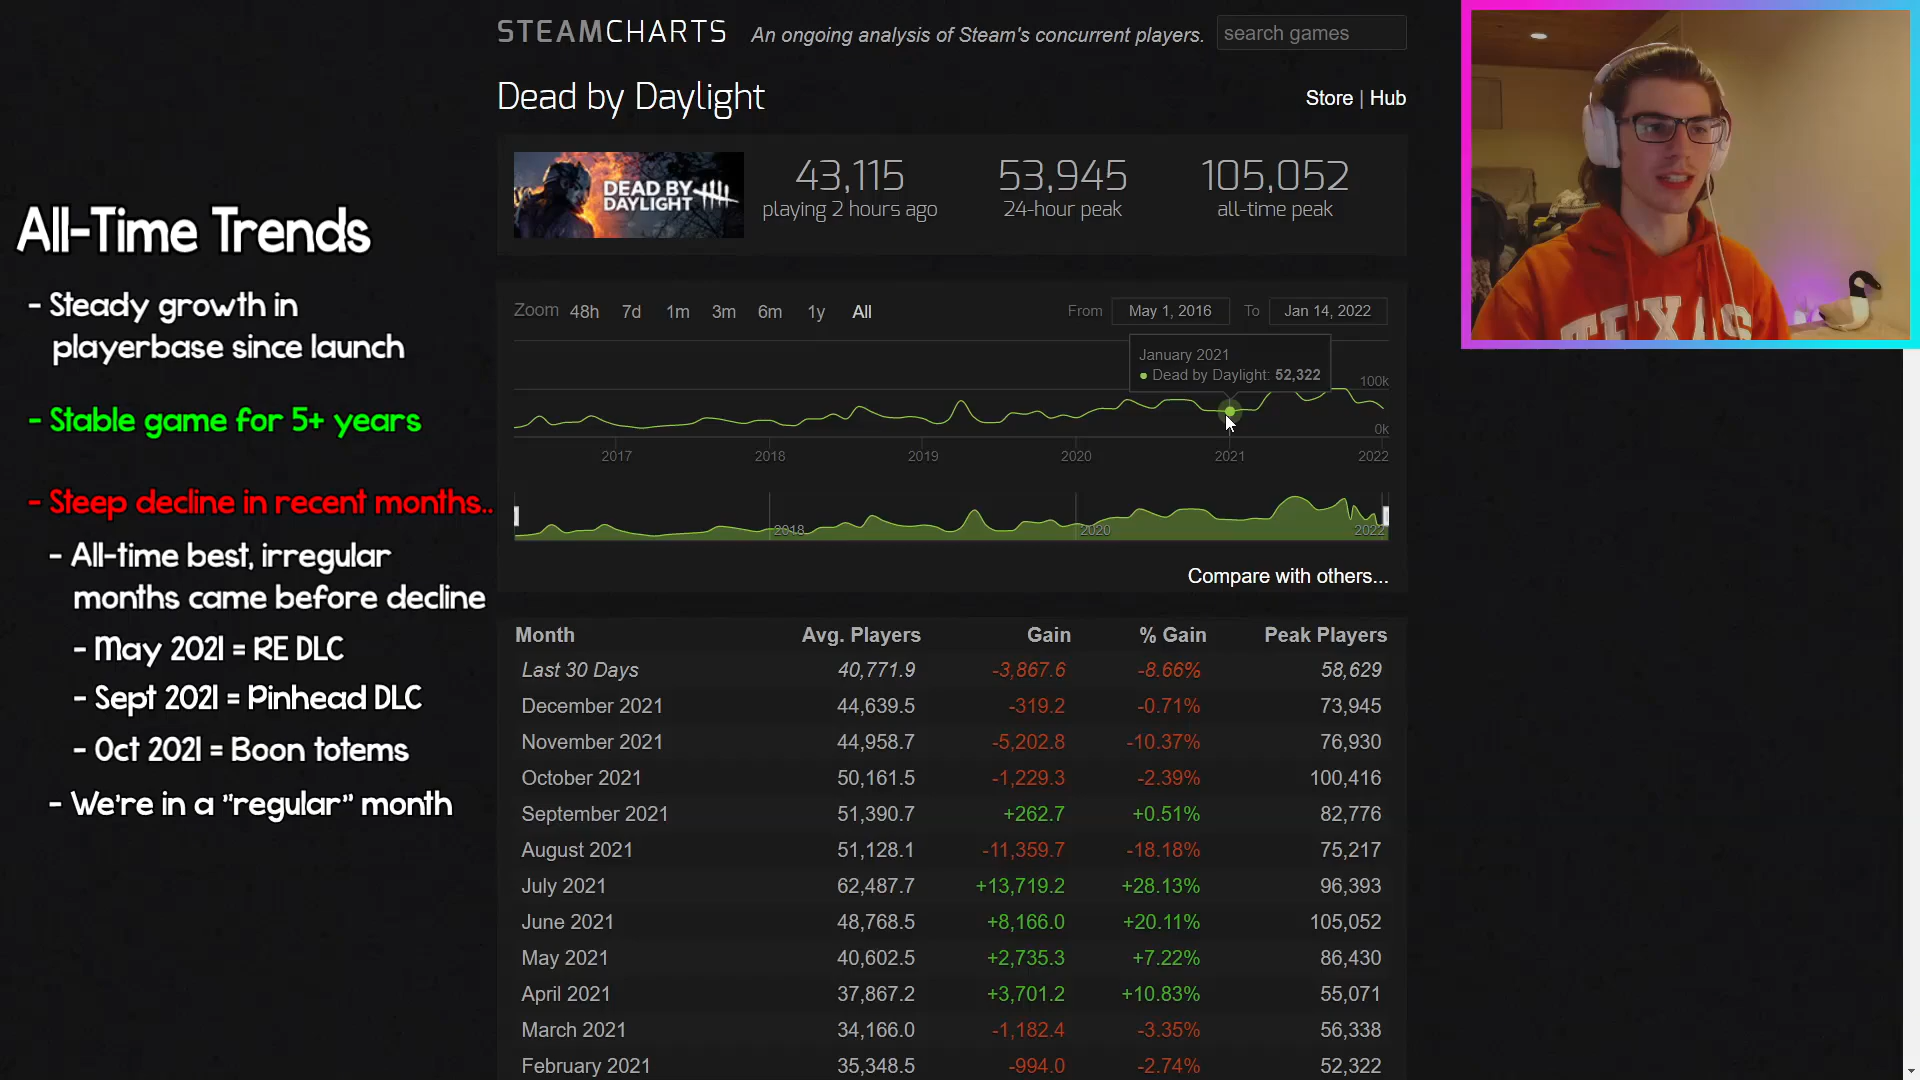 STEAMCHARTS An ongoing analysis of Steam's concurrent players. search games
Dead by Daylight Store | Hub
DEAD BY
DAYLIGHT
43,115 53,945 105,052
playing 2 hours ago 24-hour peak all-time peak
All-Time Trends
- Steady growth in
playerbase since launch
- Stable game for 5+ years
- Steep decline in recent months..
- All-time best, irregular
months came before decline
- May 2021 = RE DLC
- Sept 2021 = Pinhead DLC
- Oct 2021 = Boon totems
- We're in a "regular" month
Zoom 48h 7d 1m 3m 6m 1y All From May 1, 2016 To Jan 14, 2022
January 2021
Dead by Daylight: 52,322
100k
0k
2017 2018 2019 2020 2021 2022
2018 2020 2022
Compare with others...
Month Avg. Players Gain % Gain Peak Players
Last 30 Days 40,771.9 -3,867.6 -8.66% 58,629
December 2021 44,639.5 -319.2 -0.71% 73,945
November 2021 44,958.7 -5,202.8 -10.37% 76,930
October 2021 50,161.5 -1,229.3 -2.39% 100,416
September 2021 51,390.7 +262.7 +0.51% 82,776
August 2021 51,128.1 -11,359.7 -18.18% 75,217
July 2021 62,487.7 +13,719.2 +28.13% 96,393
June 2021 48,768.5 +8,166.0 +20.11% 105,052
May 2021 40,602.5 +2,735.3 +7.22% 86,430
April 2021 37,867.2 +3,701.2 +10.83% 55,071
March 2021 34,166.0 -1,182.4 -3.35% 56,338
February 2021 35,348.5 -994.0 -2.74% 52,322
TEXAS